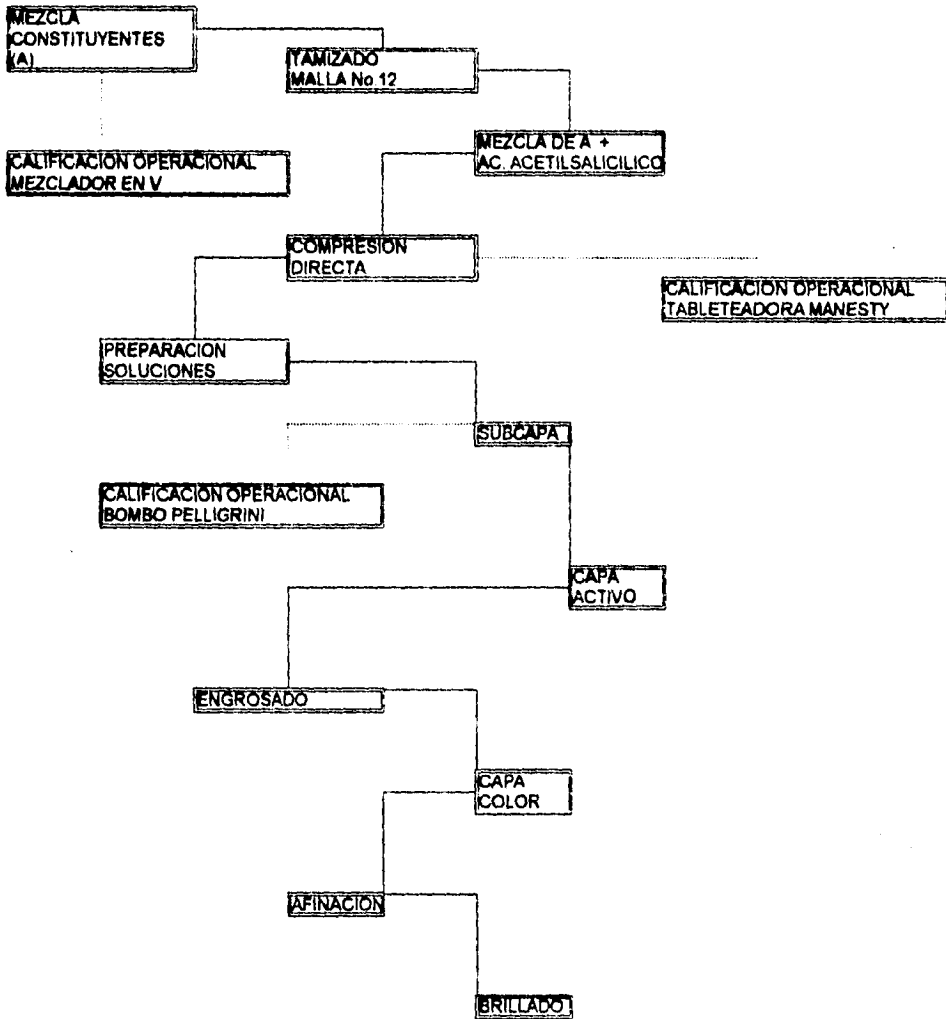 MEZCLA
CONSTITUYENTES
(A)
TAMIZADO
MALLA No 12
MEZCLA DE A +
AC. ACETILSALICILICO
CALIFICACION OPERACIONAL
MEZCLADOR EN V
COMPRESION
DIRECTA
CALIFICACION OPERACIONAL
TABLETEADORA MANESTY
PREPARACION
SOLUCIONES
SUBCAPA
CALIFICACION OPERACIONAL
BOMBO PELLIGRINI
CAPA
ACTIVO
ENGROSADO
CAPA
COLOR
AFINACION
BRILLADO